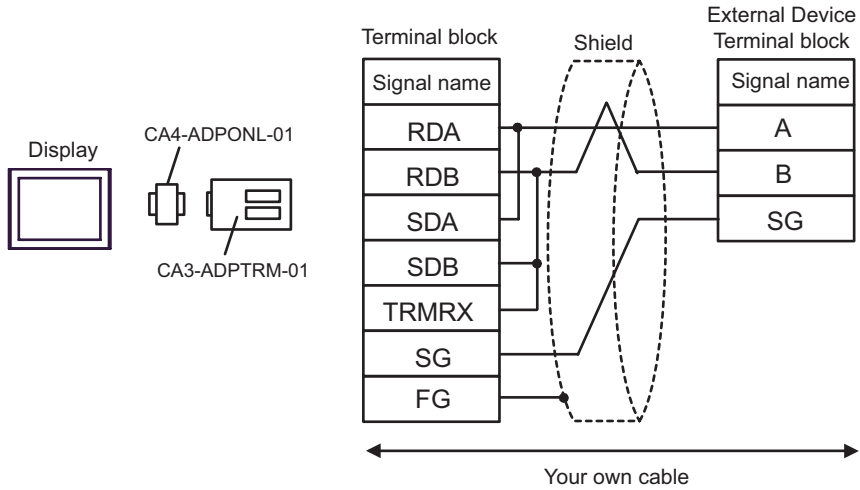 Display
CA4-ADPONL-01
CA3-ADPTRM-01
Terminal block
Signal name
RDA
RDB
SDA
SDB
TRMRX
SG
FG
Shield
External Device
Terminal block
Signal name
A
B
SG
Your own cable